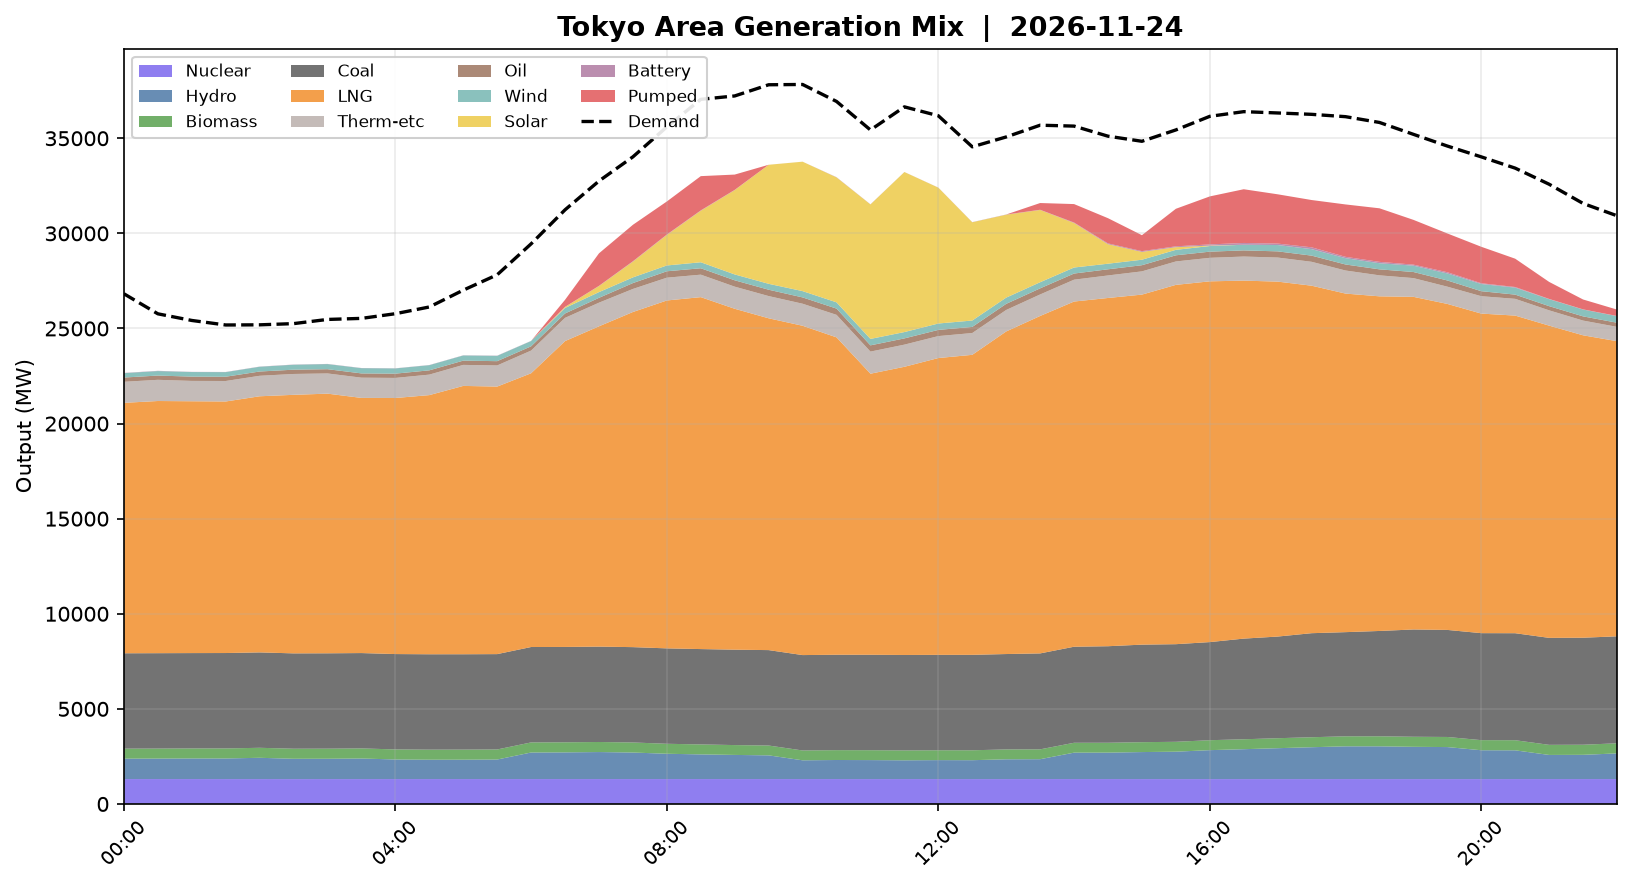 Tokyo Area Generation Mix | 2026-11-24
Nuclear Coal Oil Battery
Hydro LNG Wind Pumped
Biomass Therm-etc Solar Demand
Output (MW)
35000
30000
25000
20000
15000
10000
5000
0
00:00 04:00 08:00 12:00 16:00 20:00